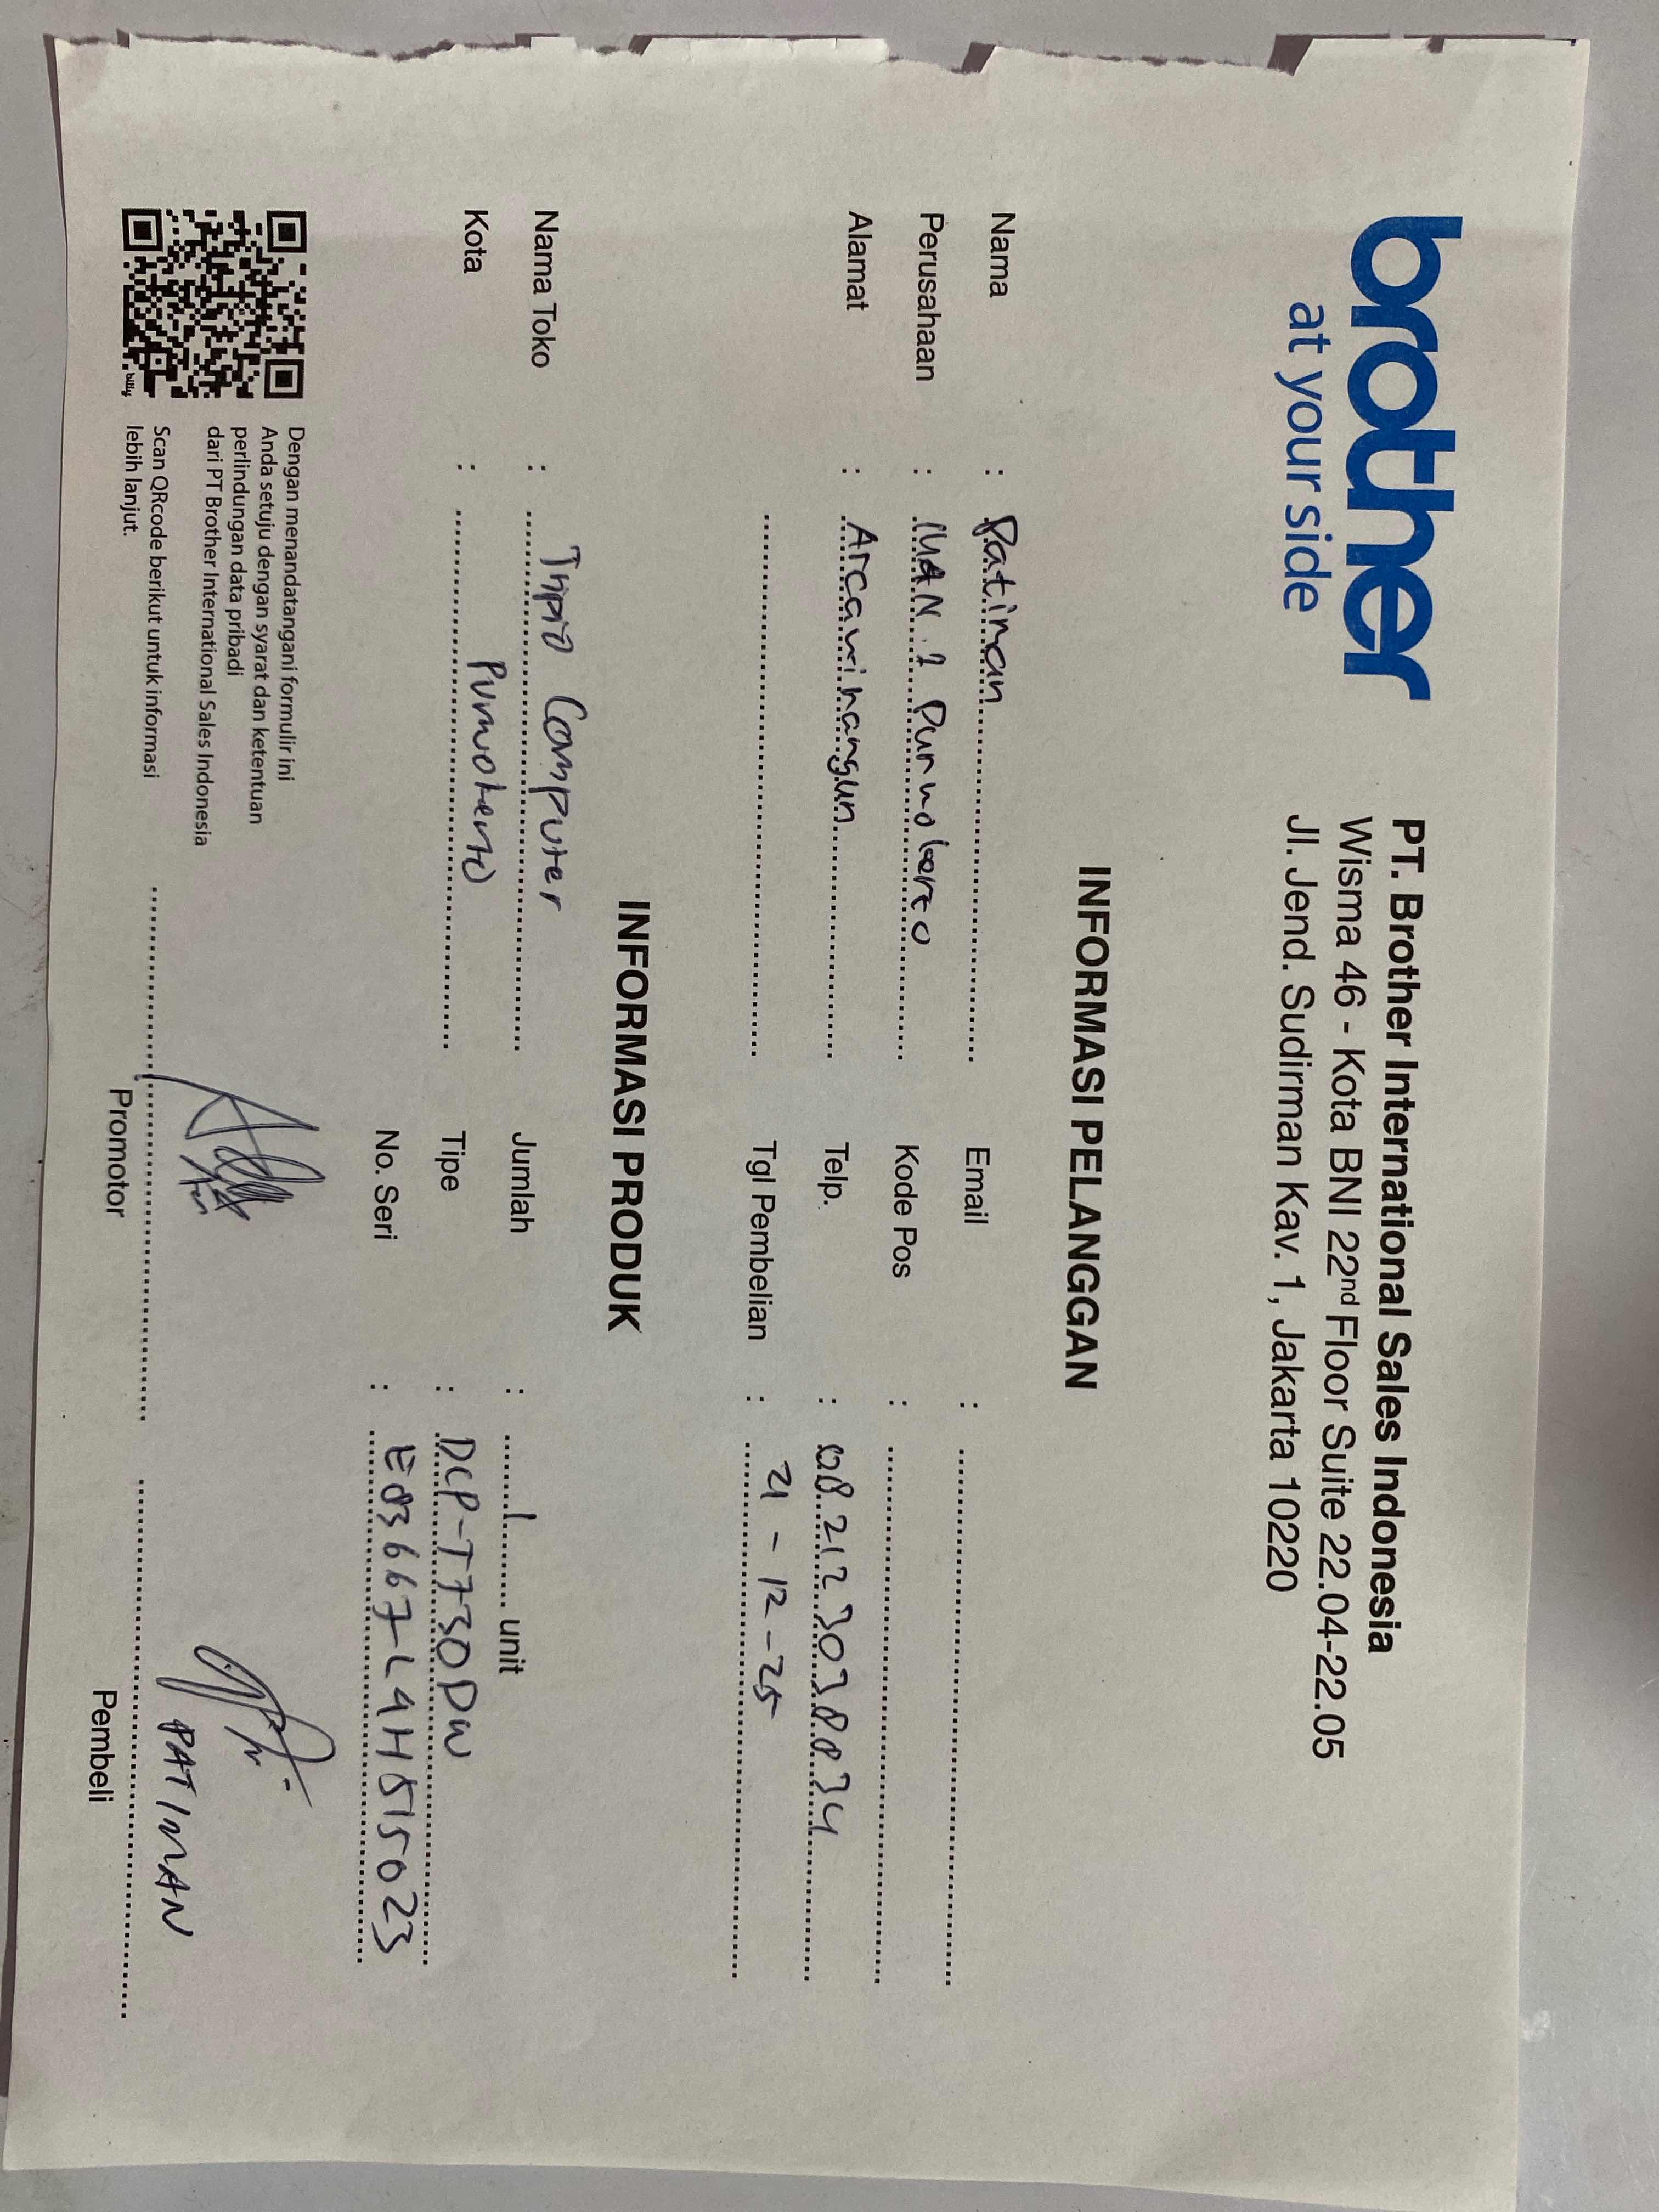 brother
at your side
PT. Brother International Sales Indonesia
Wisma 46 - Kota BNI 22nd Floor Suite 22.04-22.05
Jl. Jend. Sudirman Kav. 1, Jakarta 10220
INFORMASI PELANGGAN
Nama : Patiman
Perusahaan : MAN 2 Purwokerto
Alamat : Arcawinangun
Email :
Kode Pos :
Telp. : 082123038834
Tgl Pembelian : 21-12-25
INFORMASI PRODUK
Nama Toko : Computer
Kota : Purwokerto
Jumlah : 1 unit
Tipe : DCP-T730DW
No. Seri : E83667L4H515023
Dengan menandatangani formulir ini
Anda setuju dengan syarat dan ketentuan
perlindungan data pribadi
dari PT Brother International Sales Indonesia
Scan QRcode berikut untuk informasi
lebih lanjut.
bitly
Promotor
PATIMAN
Pembeli